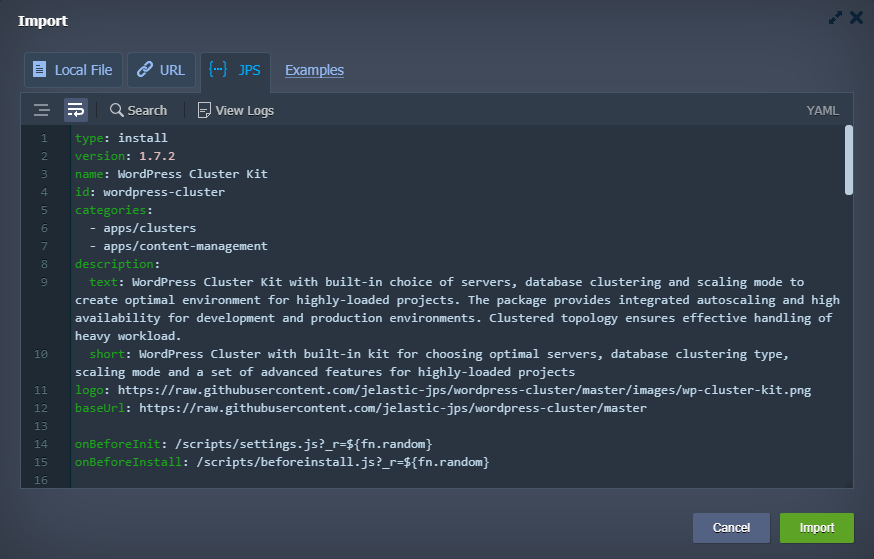 Import
Local File URL {···} JPS Examples
Search View Logs YAML
1 type: install
2 version: 1.7.2
3 name: WordPress Cluster Kit
4 id: wordpress-cluster
5 categories:
6 - apps/clusters
7 - apps/content-management
8 description:
9 text: WordPress Cluster Kit with built-in choice of servers, database clustering and scaling mode to
create optimal environment for highly-loaded projects. The package provides integrated autoscaling and high
availability for development and production environments. Clustered topology ensures effective handling of
heavy workload.
10 short: WordPress Cluster with built-in kit for choosing optimal servers, database clustering type,
scaling mode and a set of advanced features for highly-loaded projects
11 logo: https://raw.githubusercontent.com/jelastic-jps/wordpress-cluster/master/images/wp-cluster-kit.png
12 baseUrl: https://raw.githubusercontent.com/jelastic-jps/wordpress-cluster/master
13
14 onBeforeInit: /scripts/settings.js?_r=${fn.random}
15 onBeforeInstall: /scripts/beforeinstall.js?_r=${fn.random}
16
Cancel Import